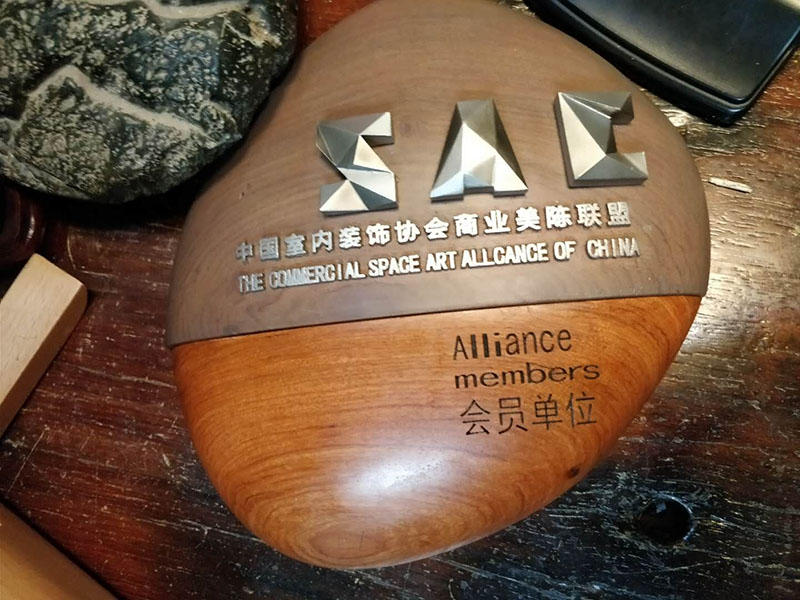 SAC
中国室内装饰协会商业美陈联盟
THE COMMERCIAL SPACE ART ALLCANCE OF CHINA
Alliance
members
会员单位